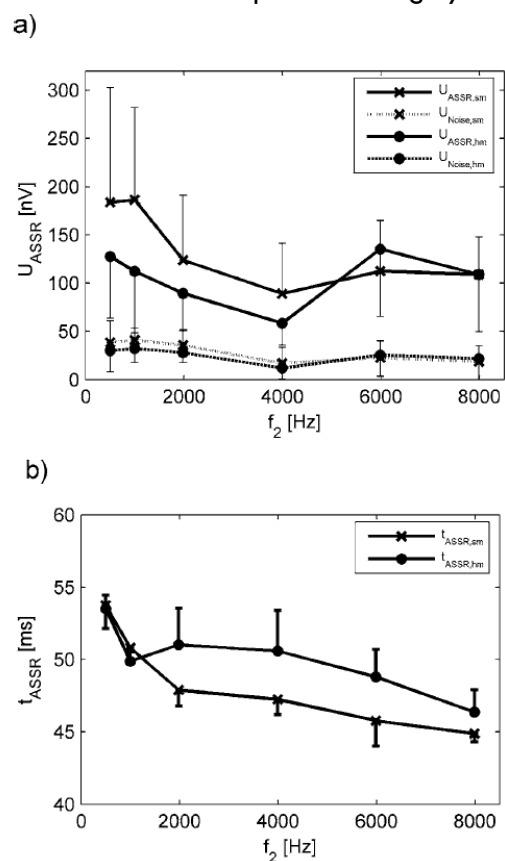 a)
300
250
200
150
100
50
0
U_ASSR [nV]
U_ASSR,sm
U_Noise,sm
U_ASSR,hm
U_Noise,hm
0 2000 4000 6000 8000
f_2 [Hz]
b)
60
55
50
45
40
t_ASSR [ms]
t_ASSR,sm
t_ASSR,hm
0 2000 4000 6000 8000
f_2 [Hz]